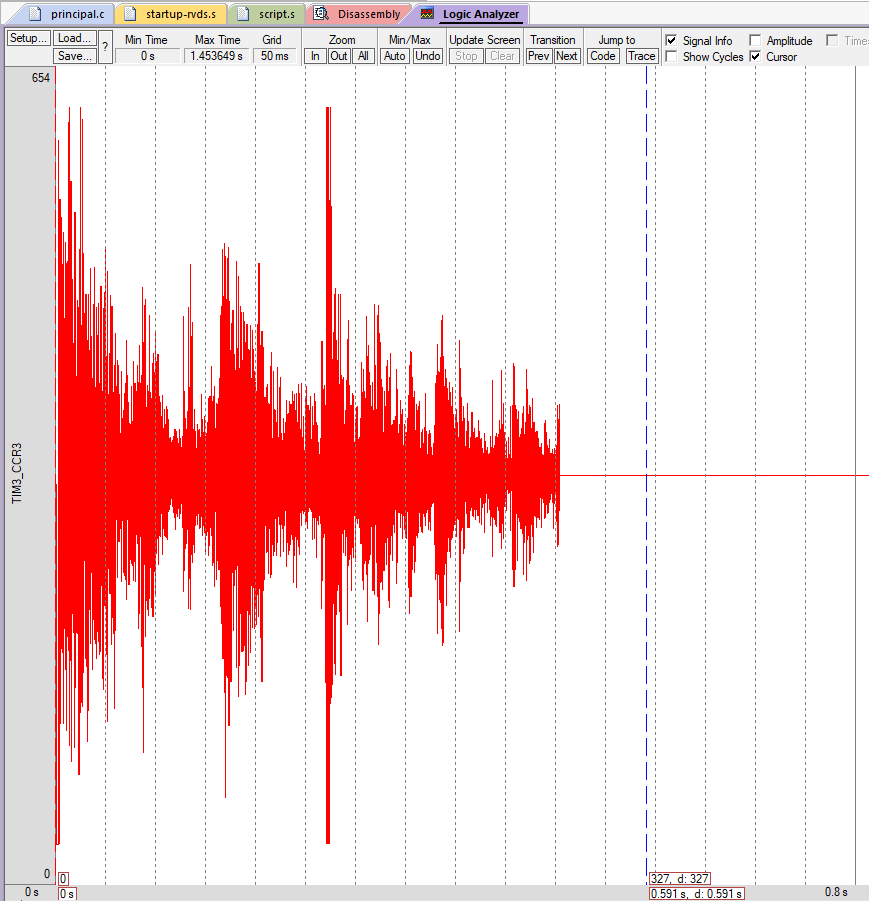 principal.c startup-rvds.s script.s Disassembly Logic Analyzer
Setup... Load... ? Min Time Max Time Grid Zoom Min/Max Update Screen Transition Jump to Signal Info Amplitude Time
Save... 0 s 1.453649 s 50 ms In Out All Auto Undo Stop Clear Prev Next Code Trace Show Cycles Cursor
654
TIM3_CCR3
0 0 327, d: 327
0 s 0 s 0.591 s, d: 0.591 s 0.8 s